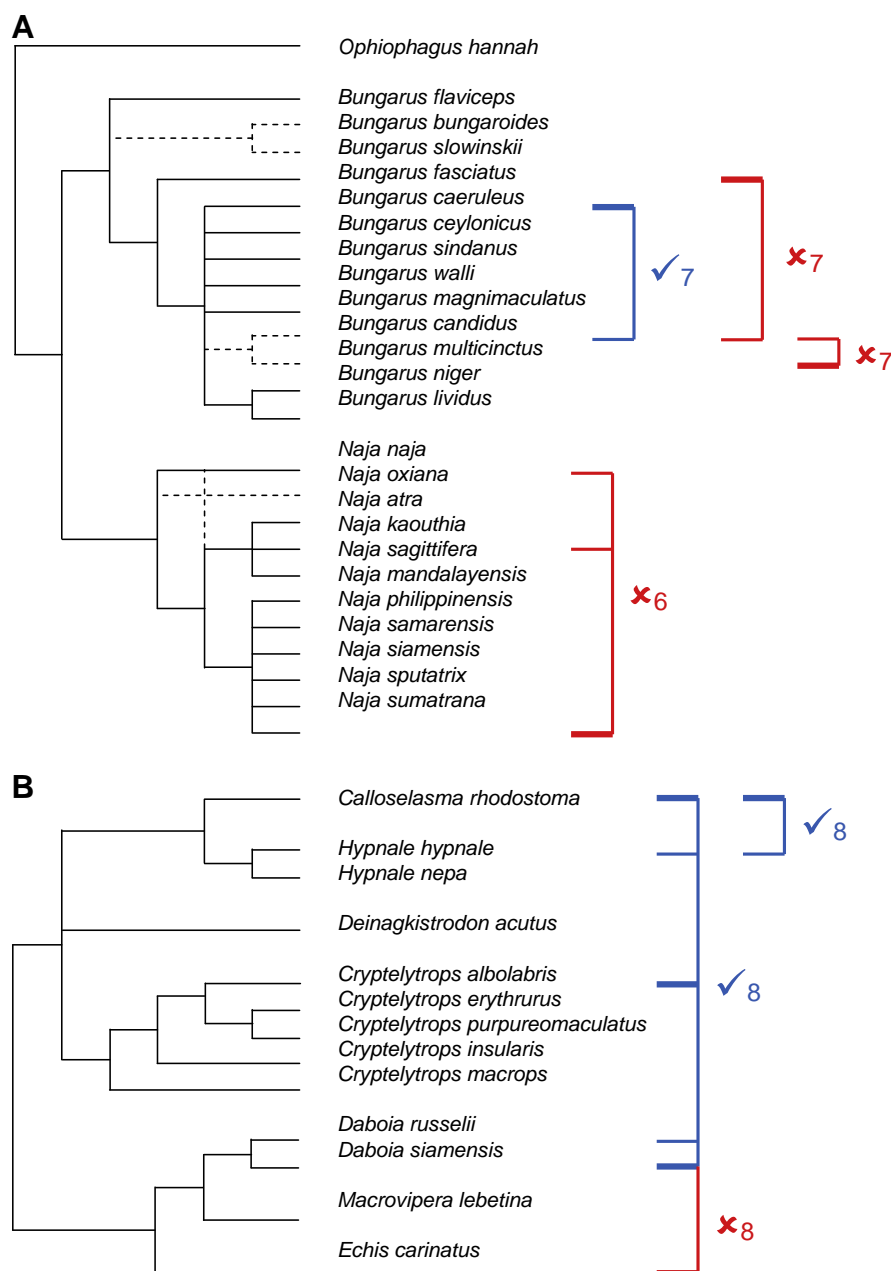 A
Ophiophagus hannah
Bungarus flaviceps
Bungarus bungaroides
Bungarus slowinskii
Bungarus fasciatus
Bungarus caeruleus
Bungarus ceylonicus
Bungarus sindanus
Bungarus walli
Bungarus magnimaculatus
Bungarus candidus
Bungarus multicinctus
Bungarus niger
Bungarus lividus
✓7
✘7
✘7
Naja naja
Naja oxiana
Naja atra
Naja kaouthia
Naja sagittifera
Naja mandalayensis
Naja philippinensis
Naja samarensis
Naja siamensis
Naja sputatrix
Naja sumatrana
✘6
B
Calloselasma rhodostoma
Hypnale hypnale
Hypnale nepa
✓8
Deinagkistrodon acutus
Cryptelytrops albolabris
Cryptelytrops erythrurus
Cryptelytrops purpureomaculatus
Cryptelytrops insularis
Cryptelytrops macrops
✓8
Daboia russelii
Daboia siamensis
Macrovipera lebetina
Echis carinatus
✘8